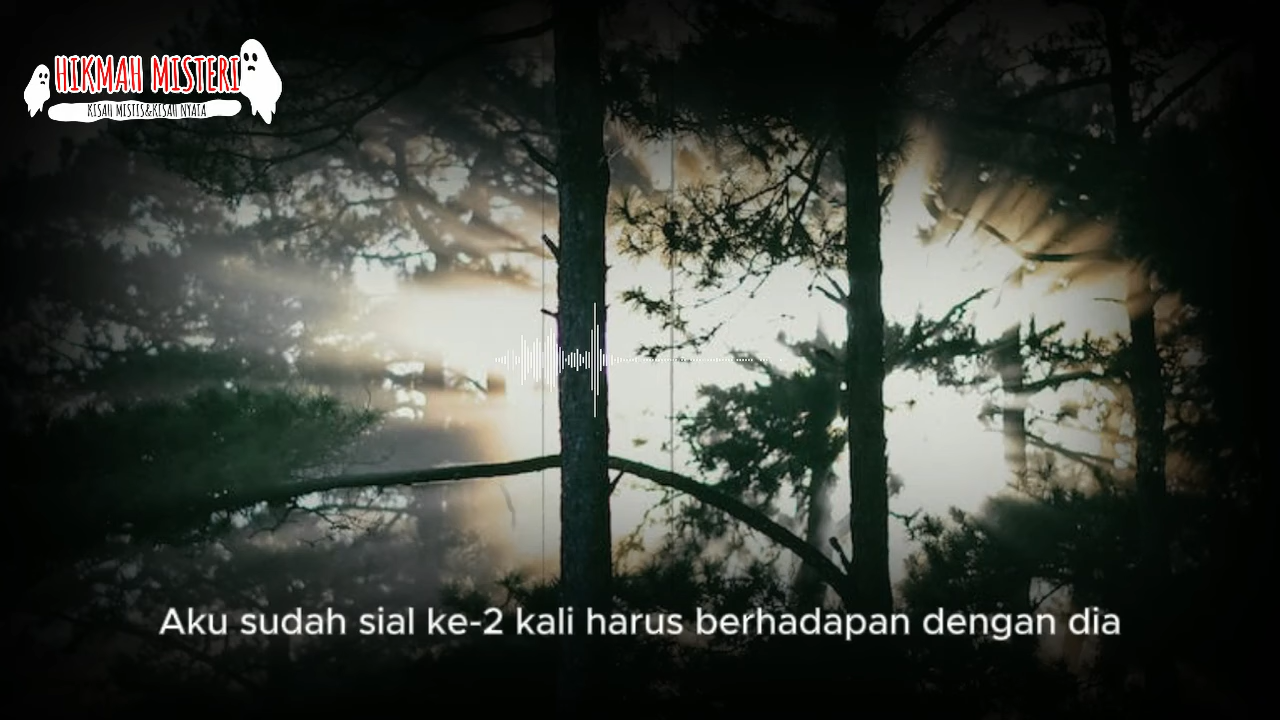 HIKMAH MISTERI
KISAH MISTIS&KISAH NYATA
Aku sudah sial ke-2 kali harus berhadapan dengan dia